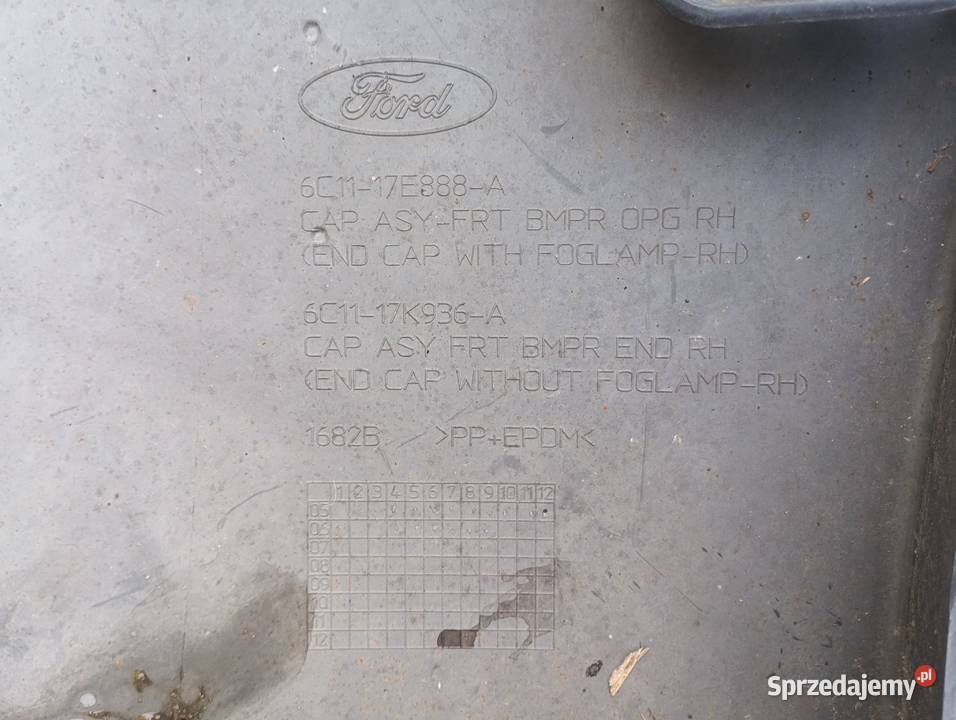 Ford
6C11-17E888-A
CAP ASY-FRT BMPR OPG RH
(END CAP WITH FOGLAMP-RH)
6C11-17K936-A
CAP ASY FRT BMPR END RH
(END CAP WITHOUT FOGLAMP-RH)
1682B >PP+EPDM<
1 2 3 4 5 6 7 8 9 10 11 12
05
06
07
08
09
10
11
12
Sprzedajemy.pl